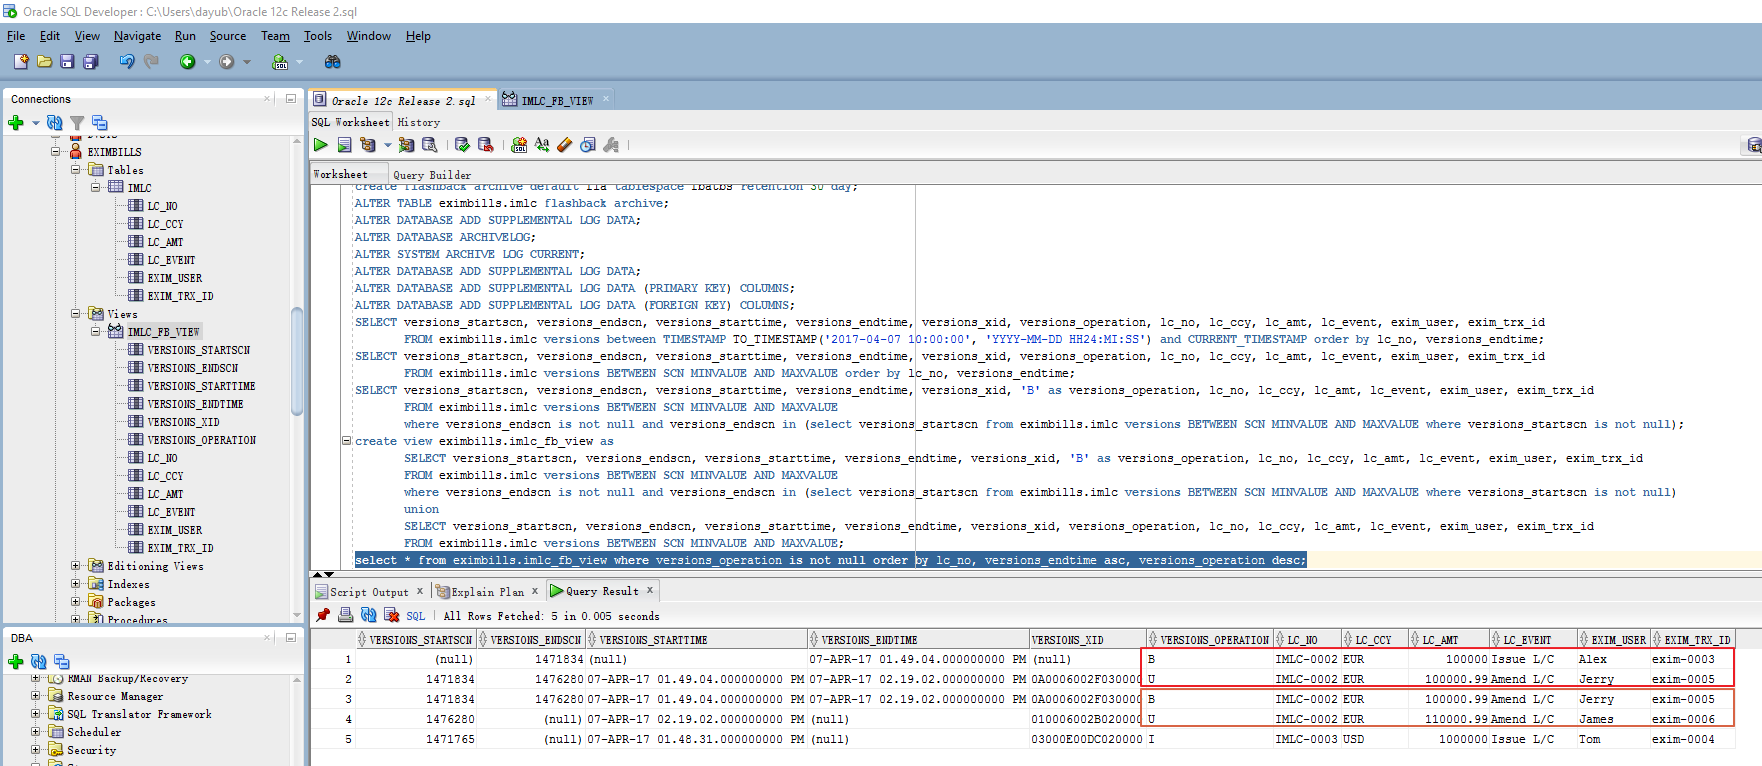 Oracle SQL Developer : C:\Users\dayub\Oracle 12c Release 2.sql
File Edit View Navigate Run Source Team Tools Window Help
Connections
EXIMBILLS
Tables
IMLC
LC_NO
LC_CCY
LC_AMT
LC_EVENT
EXIM_USER
EXIM_TRX_ID
Views
IMLC_FB_VIEW
VERSIONS_STARTSCN
VERSIONS_ENDSCN
VERSIONS_STARTTIME
VERSIONS_ENDTIME
VERSIONS_XID
VERSIONS_OPERATION
LC_NO
LC_CCY
LC_AMT
LC_EVENT
EXIM_USER
EXIM_TRX_ID
Editioning Views
Indexes
Packages
Procedures
DBA
RMAN Backup/Recovery
Resource Manager
SQL Translator Framework
Scheduler
Security
Oracle 12c Release 2.sql IMLC_FB_VIEW
SQL Worksheet History
Worksheet Query Builder
create flashback archive default fla tablespace fbatbs retention 30 day;
ALTER TABLE eximbills.imlc flashback archive;
ALTER DATABASE ADD SUPPLEMENTAL LOG DATA;
ALTER DATABASE ARCHIVELOG;
ALTER SYSTEM ARCHIVE LOG CURRENT;
ALTER DATABASE ADD SUPPLEMENTAL LOG DATA;
ALTER DATABASE ADD SUPPLEMENTAL LOG DATA (PRIMARY KEY) COLUMNS;
ALTER DATABASE ADD SUPPLEMENTAL LOG DATA (FOREIGN KEY) COLUMNS;
SELECT versions_startscn, versions_endscn, versions_starttime, versions_endtime, versions_xid, versions_operation, lc_no, lc_ccy, lc_amt, lc_event, exim_user, exim_trx_id
FROM eximbills.imlc versions between TIMESTAMP TO_TIMESTAMP('2017-04-07 10:00:00', 'YYYY-MM-DD HH24:MI:SS') and CURRENT_TIMESTAMP order by lc_no, versions_endtime;
SELECT versions_startscn, versions_endscn, versions_starttime, versions_endtime, versions_xid, versions_operation, lc_no, lc_ccy, lc_amt, lc_event, exim_user, exim_trx_id
FROM eximbills.imlc versions BETWEEN SCN MINVALUE AND MAXVALUE order by lc_no, versions_endtime;
SELECT versions_startscn, versions_endscn, versions_starttime, versions_endtime, versions_xid, 'B' as versions_operation, lc_no, lc_ccy, lc_amt, lc_event, exim_user, exim_trx_id
FROM eximbills.imlc versions BETWEEN SCN MINVALUE AND MAXVALUE
where versions_endscn is not null and versions_endscn in (select versions_startscn from eximbills.imlc versions BETWEEN SCN MINVALUE AND MAXVALUE where versions_startscn is not null);
create view eximbills.imlc_fb_view as
SELECT versions_startscn, versions_endscn, versions_starttime, versions_endtime, versions_xid, 'B' as versions_operation, lc_no, lc_ccy, lc_amt, lc_event, exim_user, exim_trx_id
FROM eximbills.imlc versions BETWEEN SCN MINVALUE AND MAXVALUE
where versions_endscn is not null and versions_endscn in (select versions_startscn from eximbills.imlc versions BETWEEN SCN MINVALUE AND MAXVALUE where versions_startscn is not null)
union
SELECT versions_startscn, versions_endscn, versions_starttime, versions_endtime, versions_xid, versions_operation, lc_no, lc_ccy, lc_amt, lc_event, exim_user, exim_trx_id
FROM eximbills.imlc versions BETWEEN SCN MINVALUE AND MAXVALUE;
select * from eximbills.imlc_fb_view where versions_operation is not null order by lc_no, versions_endtime asc, versions_operation desc;
Script Output x Explain Plan x Query Result x
SQL | All Rows Fetched: 5 in 0.005 seconds
VERSIONS_STARTSCN VERSIONS_ENDSCN VERSIONS_STARTTIME VERSIONS_ENDTIME VERSIONS_XID VERSIONS_OPERATION LC_NO LC_CCY LC_AMT LC_EVENT EXIM_USER EXIM_TRX_ID
1 (null) 1471834 (null) 07-APR-17 01.49.04.000000000 PM (null) B IMLC-0002 EUR 100000 Issue L/C Alex exim-0003
2 1471834 1476280 07-APR-17 01.49.04.000000000 PM 07-APR-17 02.19.02.000000000 PM 0A0006002F030000 U IMLC-0002 EUR 100000.99 Amend L/C Jerry exim-0005
3 1471834 1476280 07-APR-17 01.49.04.000000000 PM 07-APR-17 02.19.02.000000000 PM 0A0006002F030000 B IMLC-0002 EUR 100000.99 Amend L/C Jerry exim-0005
4 1476280 (null) 07-APR-17 02.19.02.000000000 PM (null) 010006002B020000 U IMLC-0002 EUR 110000.99 Amend L/C James exim-0006
5 1471765 (null) 07-APR-17 01.48.31.000000000 PM (null) 03000E00DC020000 I IMLC-0003 USD 1000000 Issue L/C Tom exim-0004